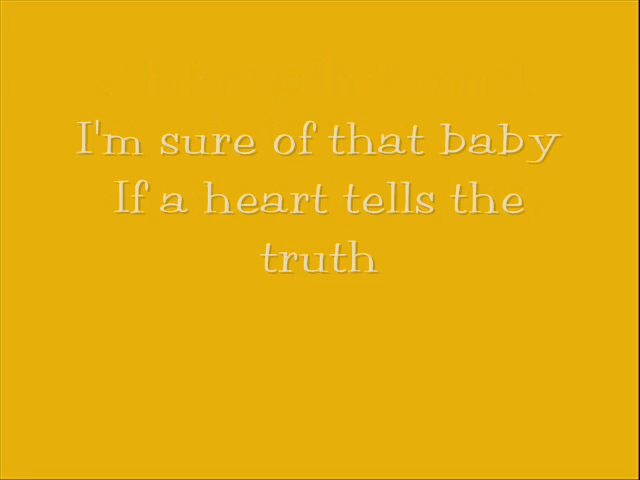 I'm sure of that baby
If a heart tells the
truth